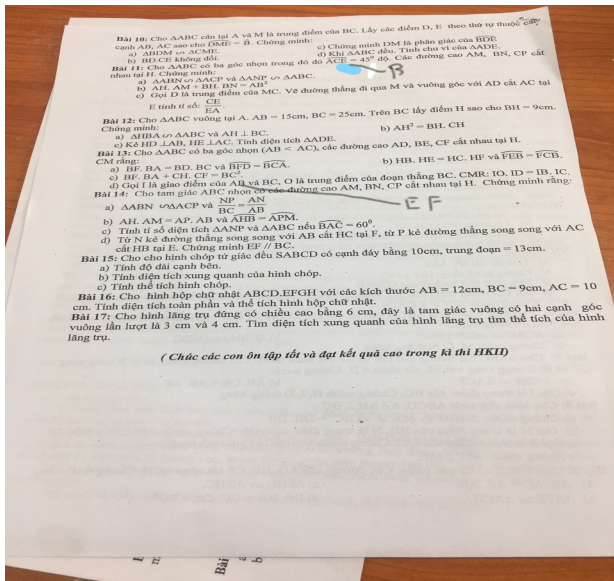 Bài 10: Cho ΔABC cân tại A và M là trung điểm của BC. Lấy các điểm D, E theo thứ tự thuộc các
cạnh AB, AC sao cho DME = B. Chứng minh:
a) ΔBDM ∽ ΔCME. c) Chứng minh DM là phân giác của BDE
b) BD.CE không đổi. d) Khi ΔABC đều. Tính chu vi của ΔADE.
Bài 11: Cho ΔABC có ba góc nhọn trong đó đó ACE = 45° độ. Các đường cao AM, BN, CP cắt
B
nhau tại H. Chứng minh:
a) ΔABN ∽ ΔACP và ΔANP ∽ ΔABC.
b) AH. AM + BH. BN = AB²
c) Gọi D là trung điểm của MC. Vẽ đường thẳng đi qua M và vuông góc với AD cắt AC tại
E tính tỉ số: CE/EA
Bài 12: Cho ΔABC vuông tại A. AB = 15cm, BC = 25cm. Trên BC lấy điểm H sao cho BH = 9cm.
Chứng minh:
a) ΔHBA ∽ ΔABC và AH ⊥ BC. b) AH² = BH. CH
c) Kẻ HD ⊥AB, HE ⊥AC. Tính diện tích ΔADE.
Bài 13: Cho ΔABC có ba góc nhọn (AB < AC), các đường cao AD, BE, CF cắt nhau tại H.
CM rằng:
a) BF. BA = BD. BC và BFD = BCA. b) HB. HE = HC. HF và FEB = FCB.
c) BF. BA + CH. CF = BC².
d) Gọi I là giao điểm của AB và BC, O là trung điểm của đoạn thẳng BC. CMR: IO. ID = IB. IC.
EF
Bài 14: Cho tam giác ABC nhọn có các đường cao AM, BN, CP cắt nhau tại H. Chứng minh rằng:
a) ΔABN ∽ΔACP và NP/BC = AN/AB
b) AH. AM = AP. AB và AHB = APM.
c) Tính tỉ số diện tích ΔANP và ΔABC nếu BAC = 60⁰.
d) Từ N kẻ đường thẳng song song với AB cắt HC tại F, từ P kẻ đường thẳng song song với AC
cắt HB tại E. Chứng minh EF // BC.
Bài 15: Cho cho hình chóp tứ giác đều SABCD có cạnh đáy bằng 10cm, trung đoạn = 13cm.
a) Tính độ dài cạnh bên.
b) Tính diện tích xung quanh của hình chóp.
c) Tính thể tích hình chóp.
Bài 16: Cho hình hộp chữ nhật ABCD.EFGH với các kích thước AB = 12cm, BC = 9cm, AC = 10
cm. Tính diện tích toàn phần và thể tích hình hộp chữ nhật.
Bài 17: Cho hình lăng trụ đứng có chiều cao bằng 6 cm, đáy là tam giác vuông có hai cạnh góc
vuông lần lượt là 3 cm và 4 cm. Tìm diện tích xung quanh của hình lăng trụ tìm thể tích của hình
lăng trụ.
( Chúc các con ôn tập tốt và đạt kết quả cao trong kì thi HKII)
Bài